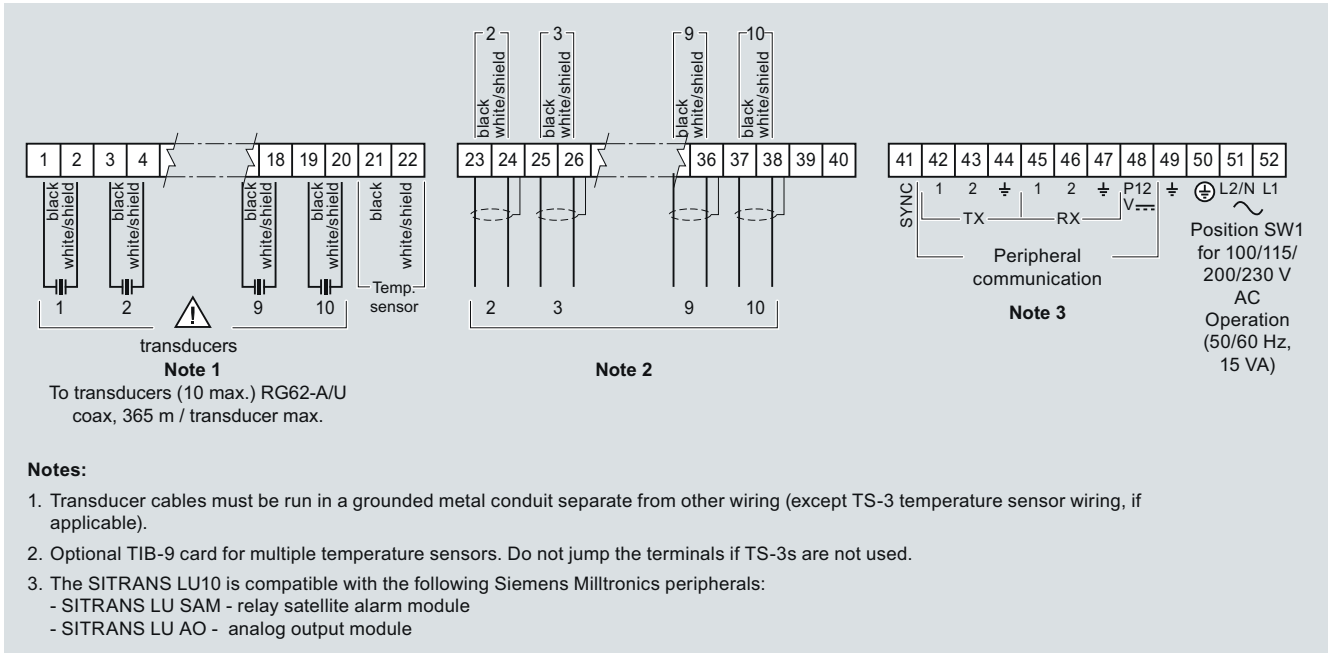 2 3 9 10
black white/shield black white/shield black white/shield black white/shield
1 2 3 4 18 19 20 21 22 23 24 25 26 36 37 38 39 40 41 42 43 44 45 46 47 48 49 50 51 52
black white/shield black white/shield black white/shield black white/shield black white/shield
SYNC 1 2 1 2 P12 L2/N L1
V
TX RX
Temp.
sensor
1 2 9 10
2 3 9 10
transducers
Note 1
To transducers (10 max.) RG62-A/U
coax, 365 m / transducer max.
Note 2
Peripheral
communication
Note 3
Position SW1
for 100/115/
200/230 V
AC
Operation
(50/60 Hz,
15 VA)
Notes:
1. Transducer cables must be run in a grounded metal conduit separate from other wiring (except TS-3 temperature sensor wiring, if
applicable).
2. Optional TIB-9 card for multiple temperature sensors. Do not jump the terminals if TS-3s are not used.
3. The SITRANS LU10 is compatible with the following Siemens Milltronics peripherals:
- SITRANS LU SAM - relay satellite alarm module
- SITRANS LU AO - analog output module